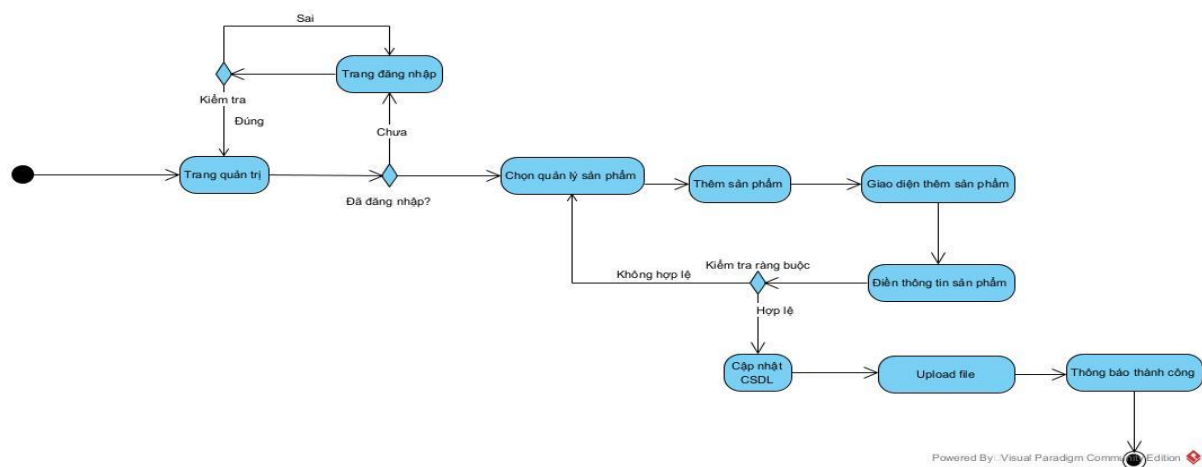 Sai
Trang đăng nhập
Kiểm tra
Đúng
Chưa
Trang quản trị
Đã đăng nhập?
Chọn quản lý sản phẩm
Thêm sản phẩm
Giao diện thêm sản phẩm
Kiểm tra ràng buộc
Không hợp lệ
Điền thông tin sản phẩm
Hợp lệ
Cập nhật
CSDL
Upload file
Thông báo thành công
Powered By Visual Paradigm Community Edition